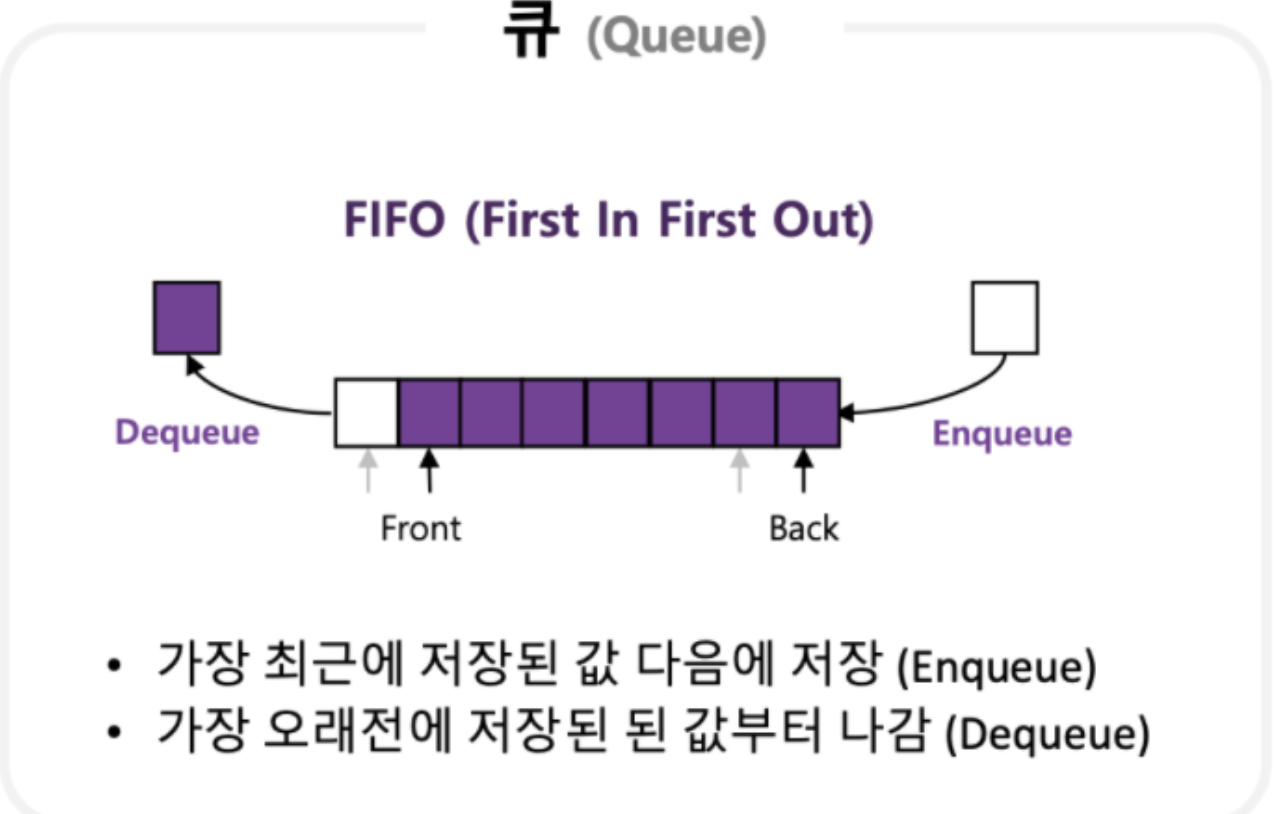 큐 (Queue)
FIFO (First In First Out)
Dequeue
Enqueue
Front
Back
• 가장 최근에 저장된 값 다음에 저장 (Enqueue)
• 가장 오래전에 저장된 된 값부터 나감 (Dequeue)